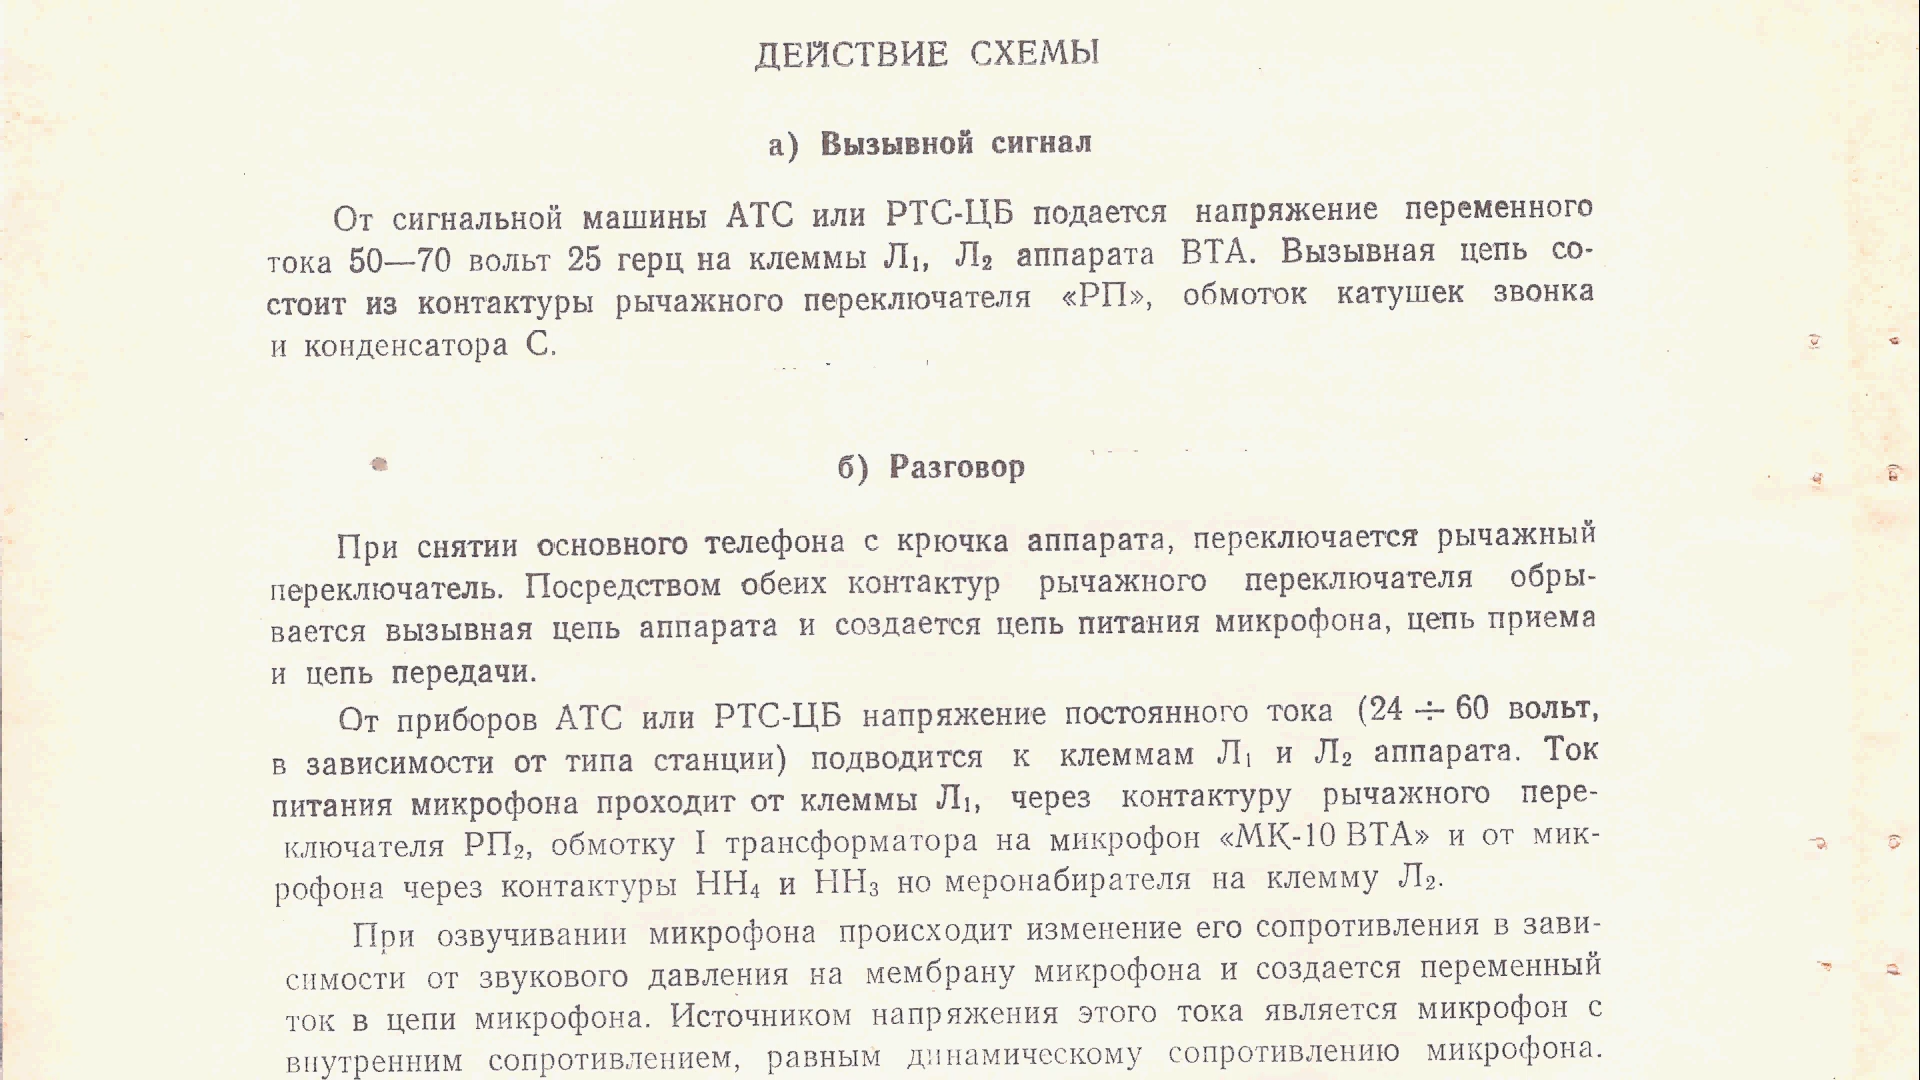 ДЕЙСТВИЕ СХЕМЫ
а) Вызывной сигнал
От сигнальной машины АТС или РТС-ЦБ подается напряжение переменного
тока 50—70 вольт 25 герц на клеммы Л₁, Л₂ аппарата ВТА. Вызывная цепь со-
стоит из контактуры рычажного переключателя «РП», обмоток катушек звонка
и конденсатора С.
б) Разговор
При снятии основного телефона с крючка аппарата, переключается рычажный
переключатель. Посредством обеих контактур рычажного переключателя обры-
вается вызывная цепь аппарата и создается цепь питания микрофона, цепь приема
и цепь передачи.
От приборов АТС или РТС-ЦБ напряжение постоянного тока (24 ÷ 60 вольт,
в зависимости от типа станции) подводится к клеммам Л₁ и Л₂ аппарата. Ток
питания микрофона проходит от клеммы Л₁, через контактуру рычажного пере-
ключателя РП₂, обмотку I трансформатора на микрофон «МК-10 ВТА» и от мик-
рофона через контактуры НН₄ и НН₃ но меронабирателя на клемму Л₂.
При озвучивании микрофона происходит изменение его сопротивления в зави-
симости от звукового давления на мембрану микрофона и создается переменный
ток в цепи микрофона. Источником напряжения этого тока является микрофон с
внутренним сопротивлением, равным динамическому сопротивлению микрофона.